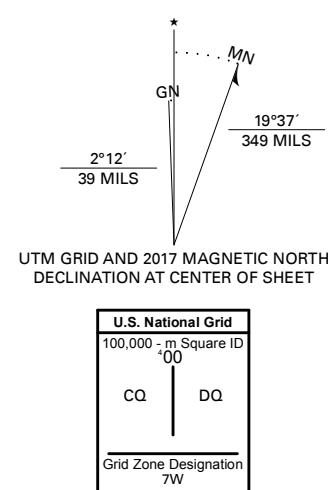 ★
MN
GN
19°37´
349 MILS
2°12´
39 MILS
UTM GRID AND 2017 MAGNETIC NORTH
DECLINATION AT CENTER OF SHEET
U.S. National Grid
100,000 - m Square ID
⁴00
CQ DQ
Grid Zone Designation
7W